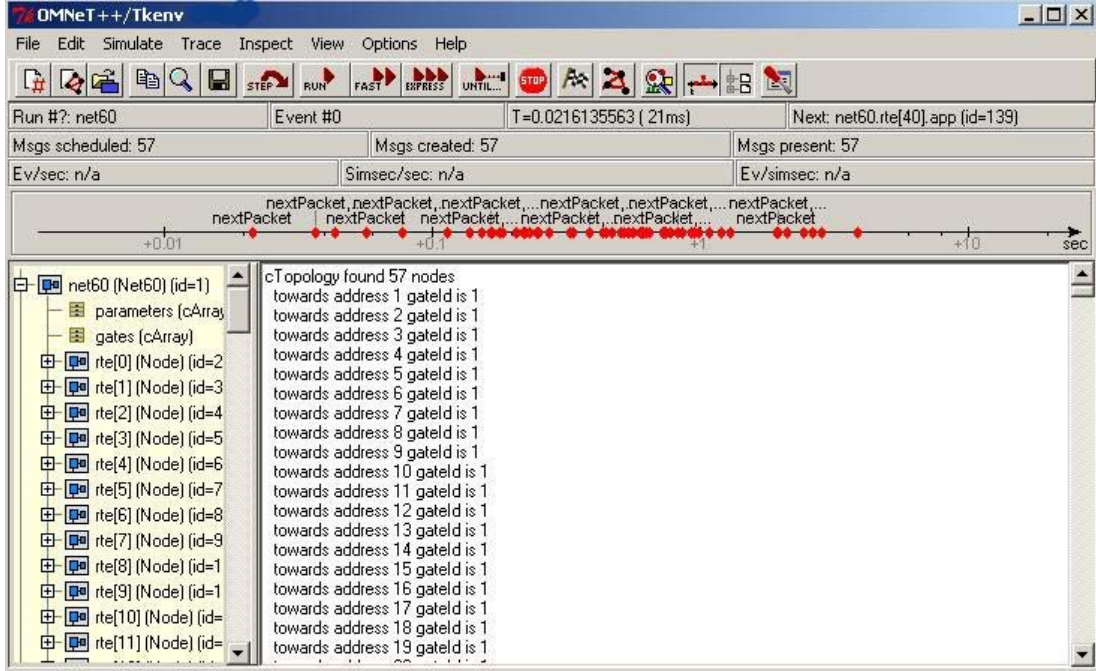 OMNeT++/Tkenv
File Edit Simulate Trace Inspect View Options Help
STEP RUN FAST EXPRESS UNTIL... STOP
Run #?: net60 Event #0 T=0.0216135563 ( 21ms) Next: net60.rte[40].app (id=139)
Msgs scheduled: 57 Msgs created: 57 Msgs present: 57
Ev/sec: n/a Simsec/sec: n/a Ev/simsec: n/a
nextPacket,nextPacket,..nextPacket,...nextPacket,.nextPacket,... nextPacket,...
nextPacket nextPacket nextPacket,... nextPacket,..nextPacket,... nextPacket
+0.01 +0.1 +1 +10 sec
net60 (Net60) (id=1)
parameters (cArray
gates (cArray)
rte[0] (Node) (id=2
rte[1] (Node) (id=3
rte[2] (Node) (id=4
rte[3] (Node) (id=5
rte[4] (Node) (id=6
rte[5] (Node) (id=7
rte[6] (Node) (id=8
rte[7] (Node) (id=9
rte[8] (Node) (id=1
rte[9] (Node) (id=1
rte[10] (Node) (id=
rte[11] (Node) (id=
cTopology found 57 nodes
towards address 1 gateId is 1
towards address 2 gateId is 1
towards address 3 gateId is 1
towards address 4 gateId is 1
towards address 5 gateId is 1
towards address 6 gateId is 1
towards address 7 gateId is 1
towards address 8 gateId is 1
towards address 9 gateId is 1
towards address 10 gateId is 1
towards address 11 gateId is 1
towards address 12 gateId is 1
towards address 13 gateId is 1
towards address 14 gateId is 1
towards address 15 gateId is 1
towards address 16 gateId is 1
towards address 17 gateId is 1
towards address 18 gateId is 1
towards address 19 gateId is 1